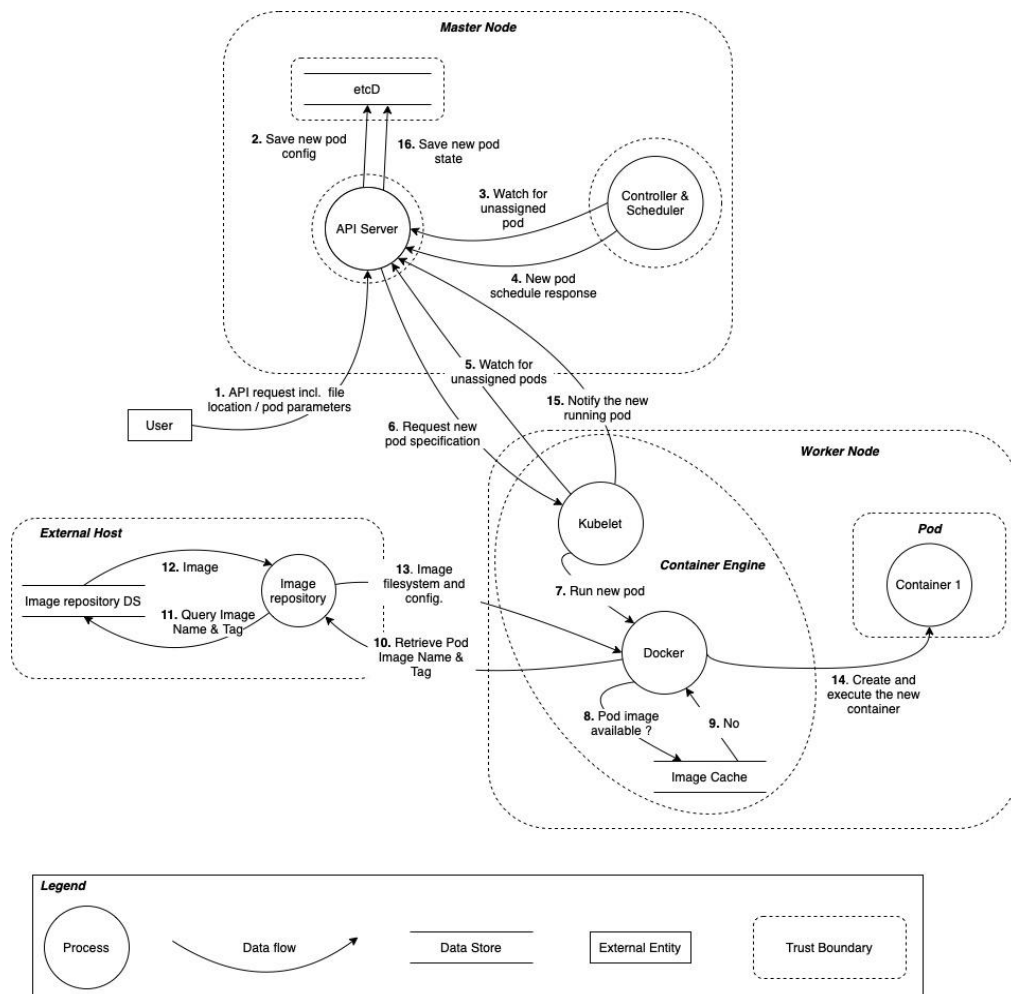 Master Node
etcD
2. Save new pod
config
16. Save new pod
state
3. Watch for
unassigned
pod
Controller &
Scheduler
API Server
4. New pod
schedule response
5. Watch for
unassigned pods
1. API request incl. file
location / pod parameters
User
15. Notify the new
running pod
6. Request new
pod specification
Worker Node
Kubelet
External Host
Pod
12. Image
13. Image
filesystem and
config.
Container Engine
Container 1
Image
repository
7. Run new pod
Image repository DS
11. Query Image
Name & Tag
10. Retrieve Pod
Image Name &
Tag
Docker
14. Create and
execute the new
container
8. Pod image
available ?
9. No
Image Cache
Legend
Process
Data flow
Data Store
External Entity
Trust Boundary